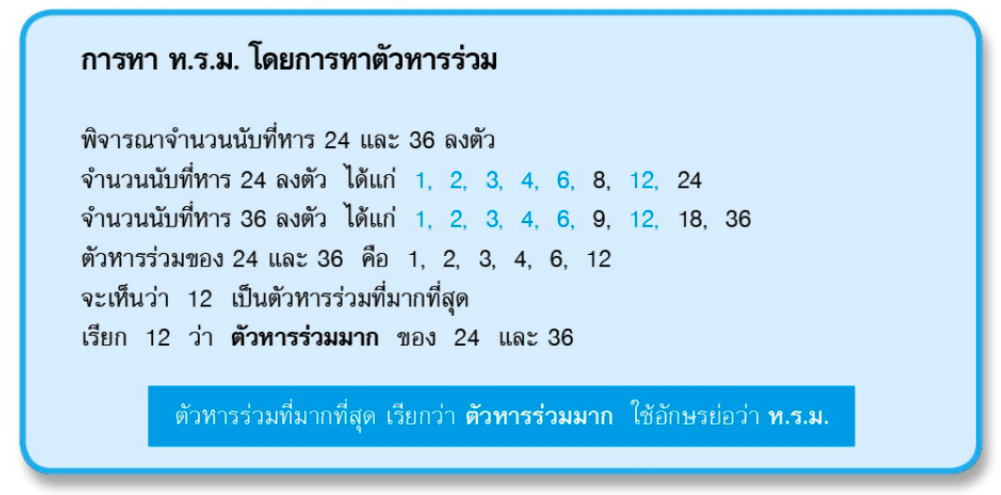 การหา ท.ร.ม. โดยการหาตัวหารร่วม
พิจารณาจำนวนนับที่หาร 24 และ 36 ลงตัว
จำนวนนับที่หาร 24 ลงตัว ได้แก่ 1, 2, 3, 4, 6, 8, 12, 24
จำนวนนับที่หาร 36 ลงตัว ได้แก่ 1, 2, 3, 4, 6, 9, 12, 18, 36
ตัวหารร่วมของ 24 และ 36 คือ 1, 2, 3, 4, 6, 12
จะเห็นว่า 12 เป็นตัวหารร่วมที่มากที่สุด
เรียก 12 ว่า ตัวหารร่วมมาก ของ 24 และ 36
ตัวหารร่วมที่มากที่สุด เรียกว่า ตัวหารร่วมมาก ใช้อักษรย่อว่า ห.ร.ม.